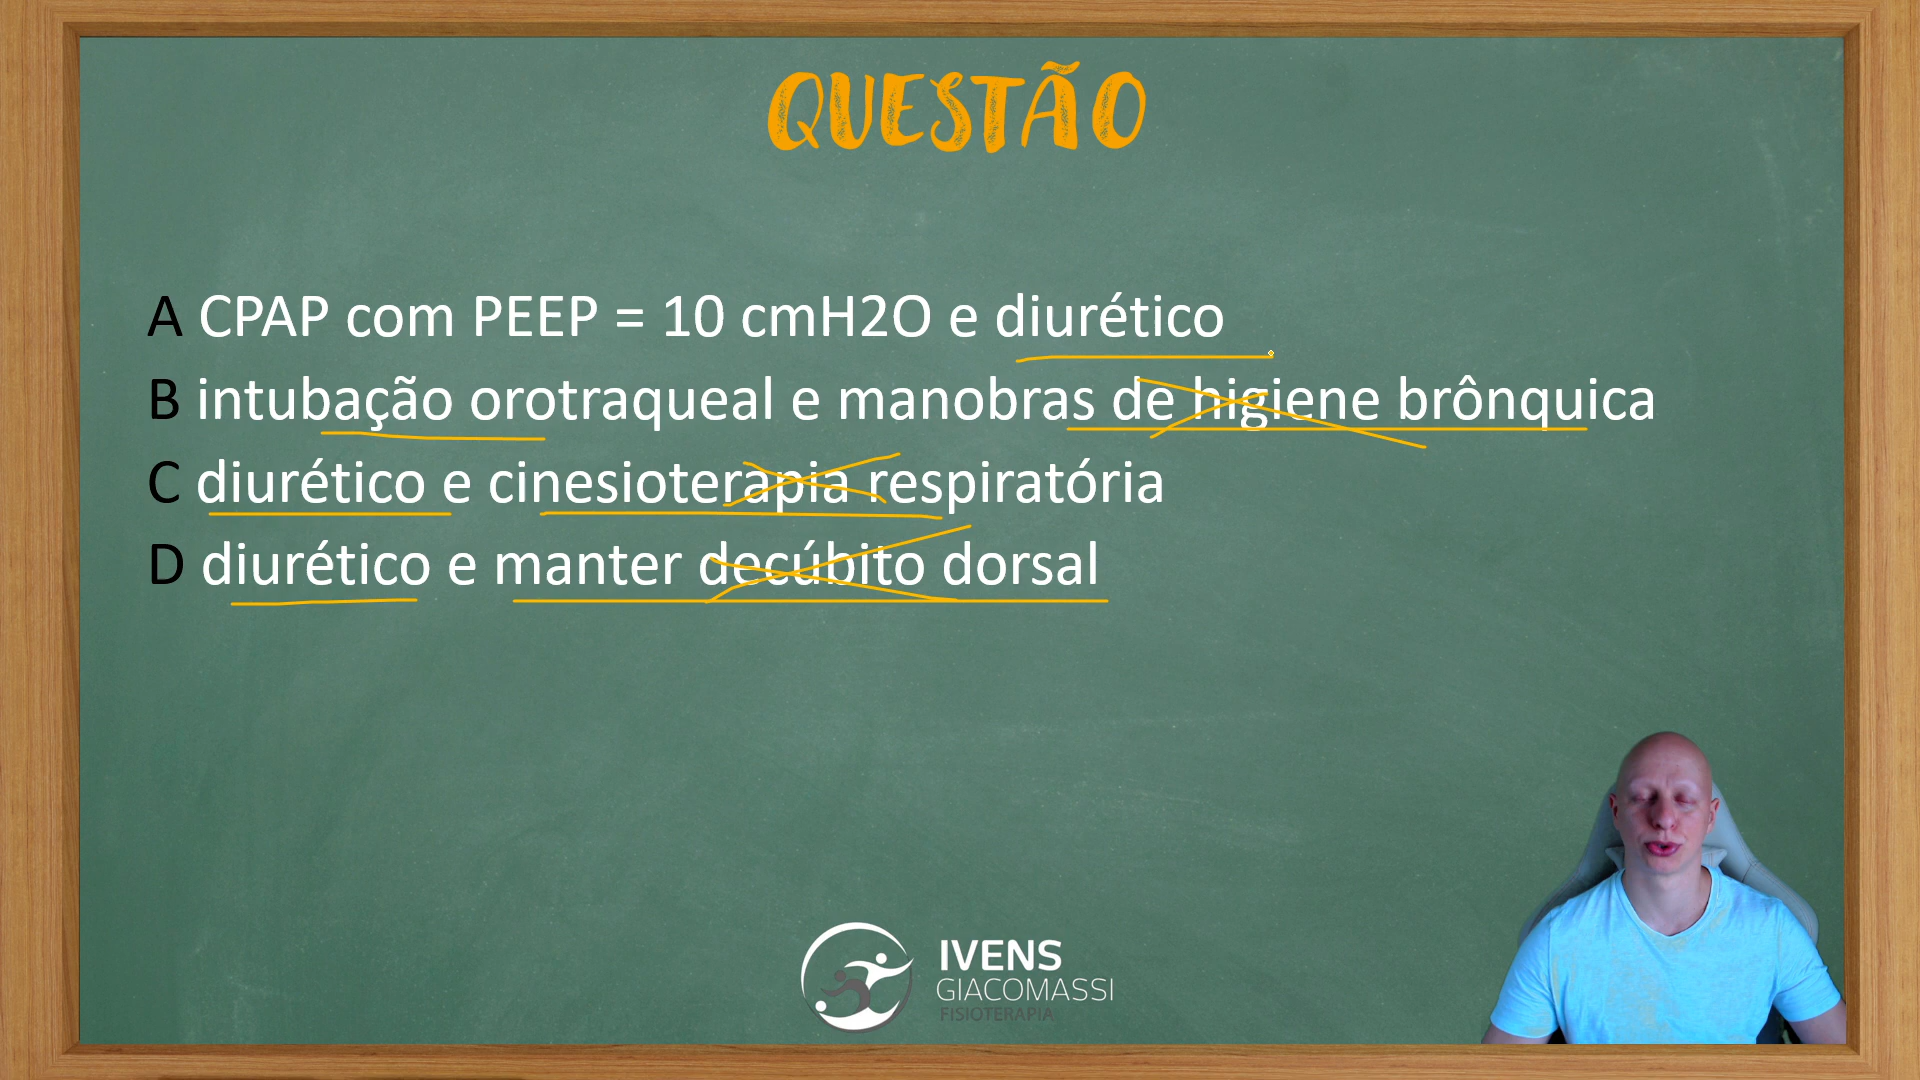 QUESTÃO
A CPAP com PEEP = 10 cmH2O e diurético
B intubação orotraqueal e manobras de higiene brônquica
C diurético e cinesioterapia respiratória
D diurético e manter decúbito dorsal
IVENS
GIACOMASSI
FISIOTERAPIA